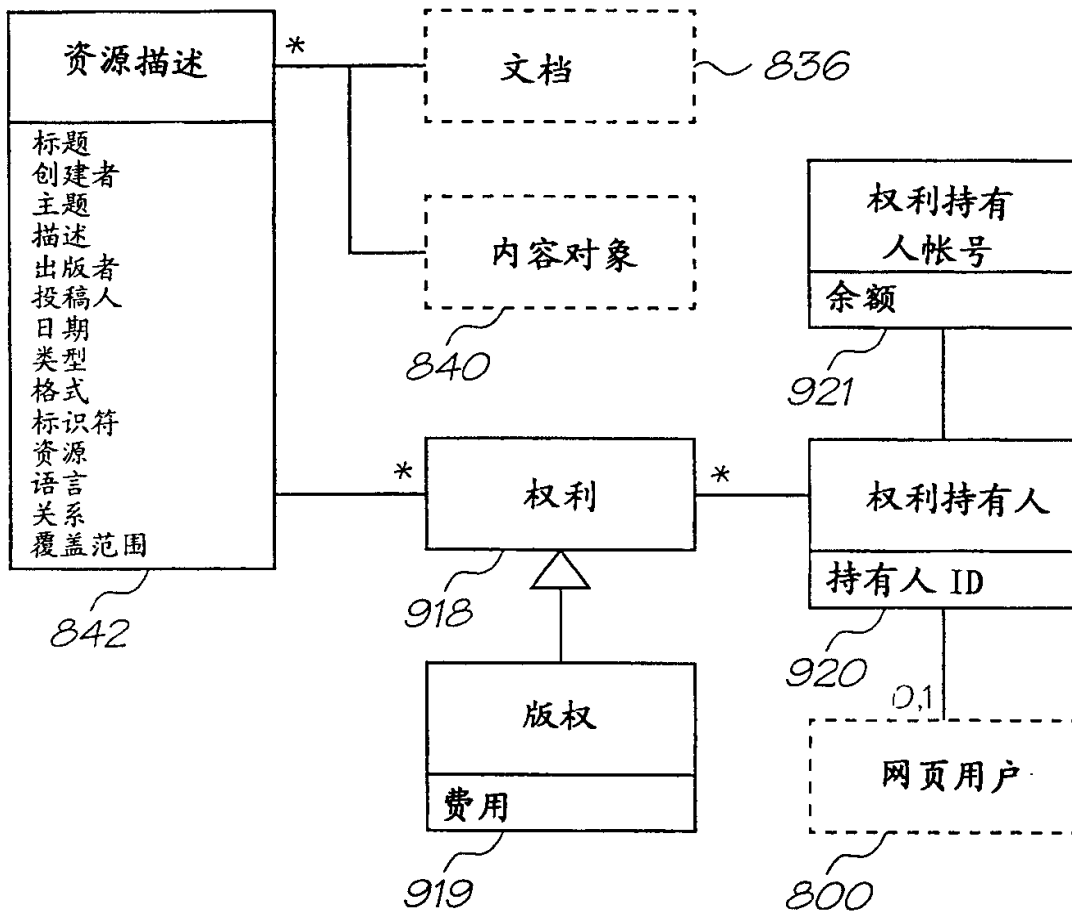 资源描述
*
文档
836
标题
创建者
主题
描述
出版者
投稿人
日期
类型
格式
标识符
资源
语言
关系
覆盖范围
842
内容对象
840
权利持有
人帐号
余额
921
*
权利
918
*
权利持有人
持有人 ID
920
0,1
版权
费用
919
网页用户
800